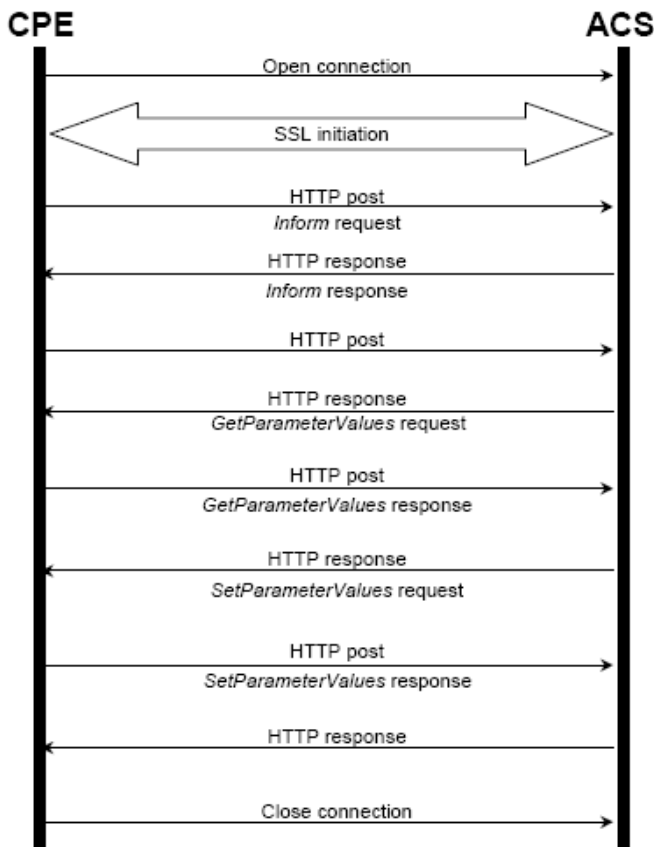 CPE ACS
Open connection
SSL initiation
HTTP post
Inform request
HTTP response
Inform response
HTTP post
HTTP response
GetParameterValues request
HTTP post
GetParameterValues response
HTTP response
SetParameterValues request
HTTP post
SetParameterValues response
HTTP response
Close connection